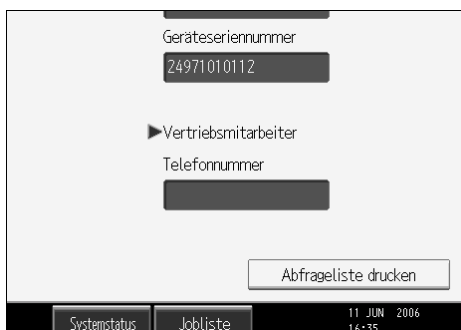 Geräteseriennummer
24971010112
▶Vertriebsmitarbeiter
Telefonnummer
Abfrageliste drucken
Systemstatus Jobliste 11 JUN 2006
16:35